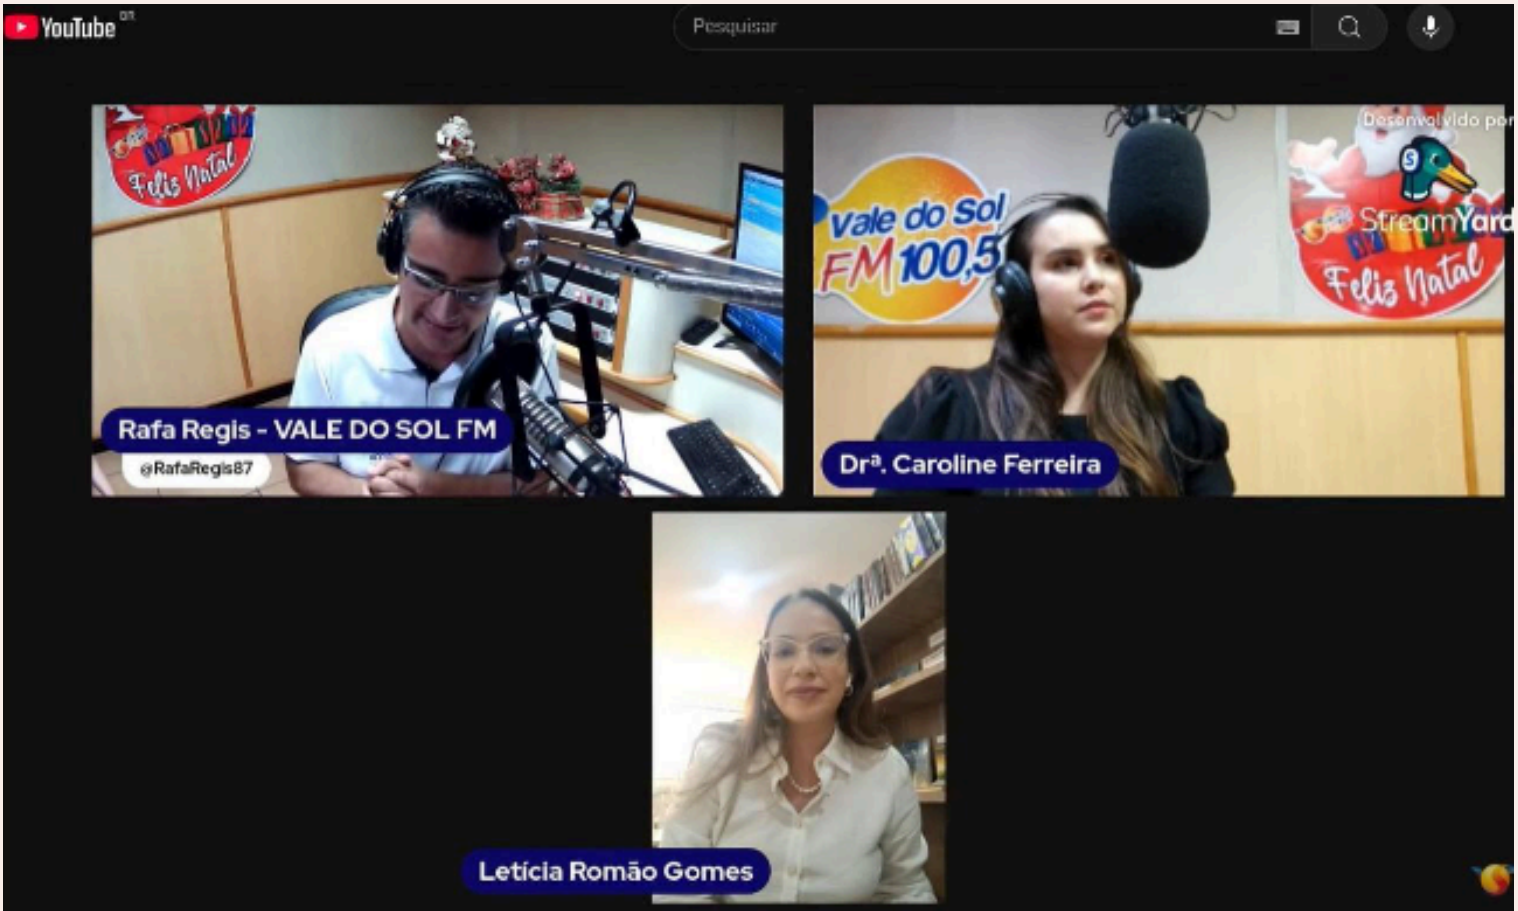 YouTube BR
Pesquisar
Feliz Natal
Rafa Regis - VALE DO SOL FM
@RafaRegis87
Vale do Sol
FM 100,5
Desenvolvido por
StreamYard
Feliz Natal
Drª. Caroline Ferreira
Letícia Romão Gomes